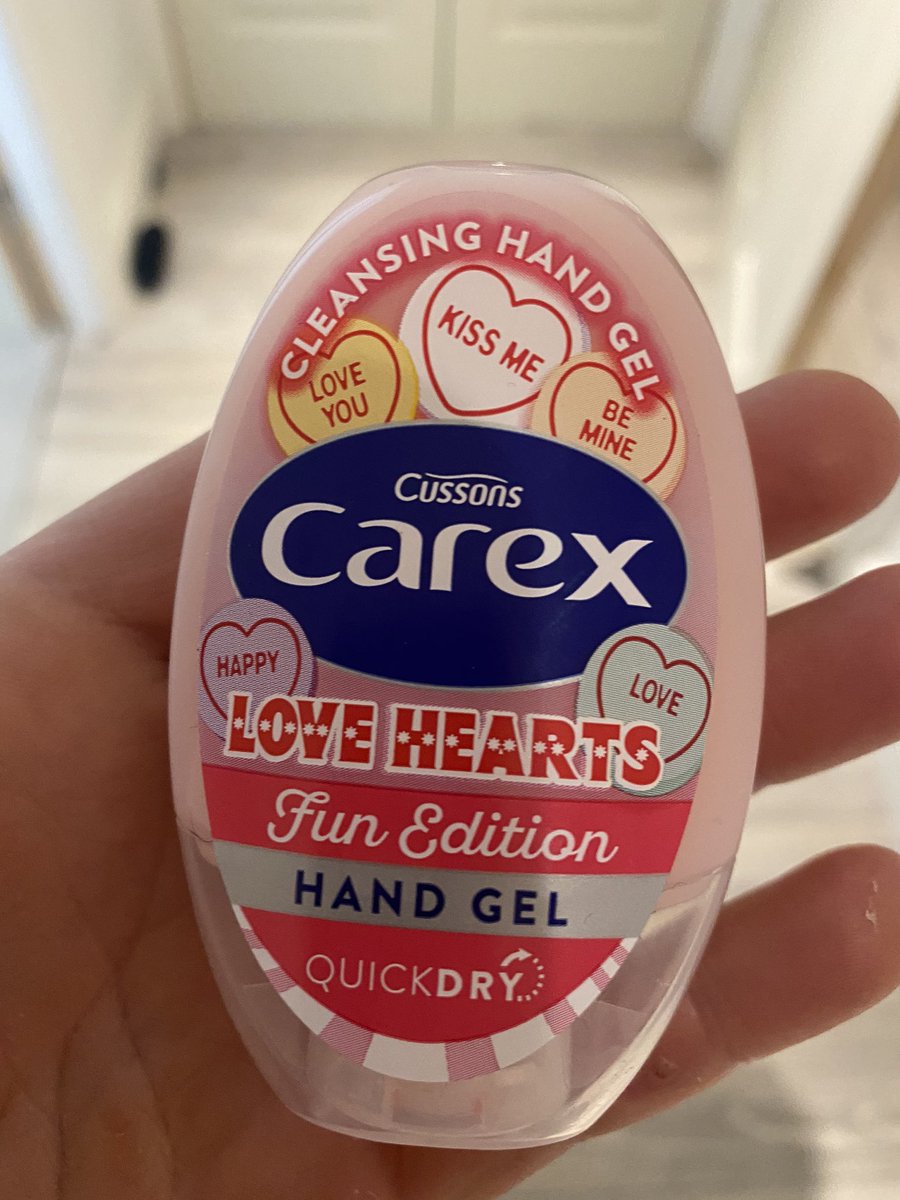 CLEANSING HAND GEL
KISS ME
LOVE
YOU
BE
MINE
Cussons
Carex
HAPPY
LOVE
LOVE HEARTS
Fun Edition
HAND GEL
QUICKDRY